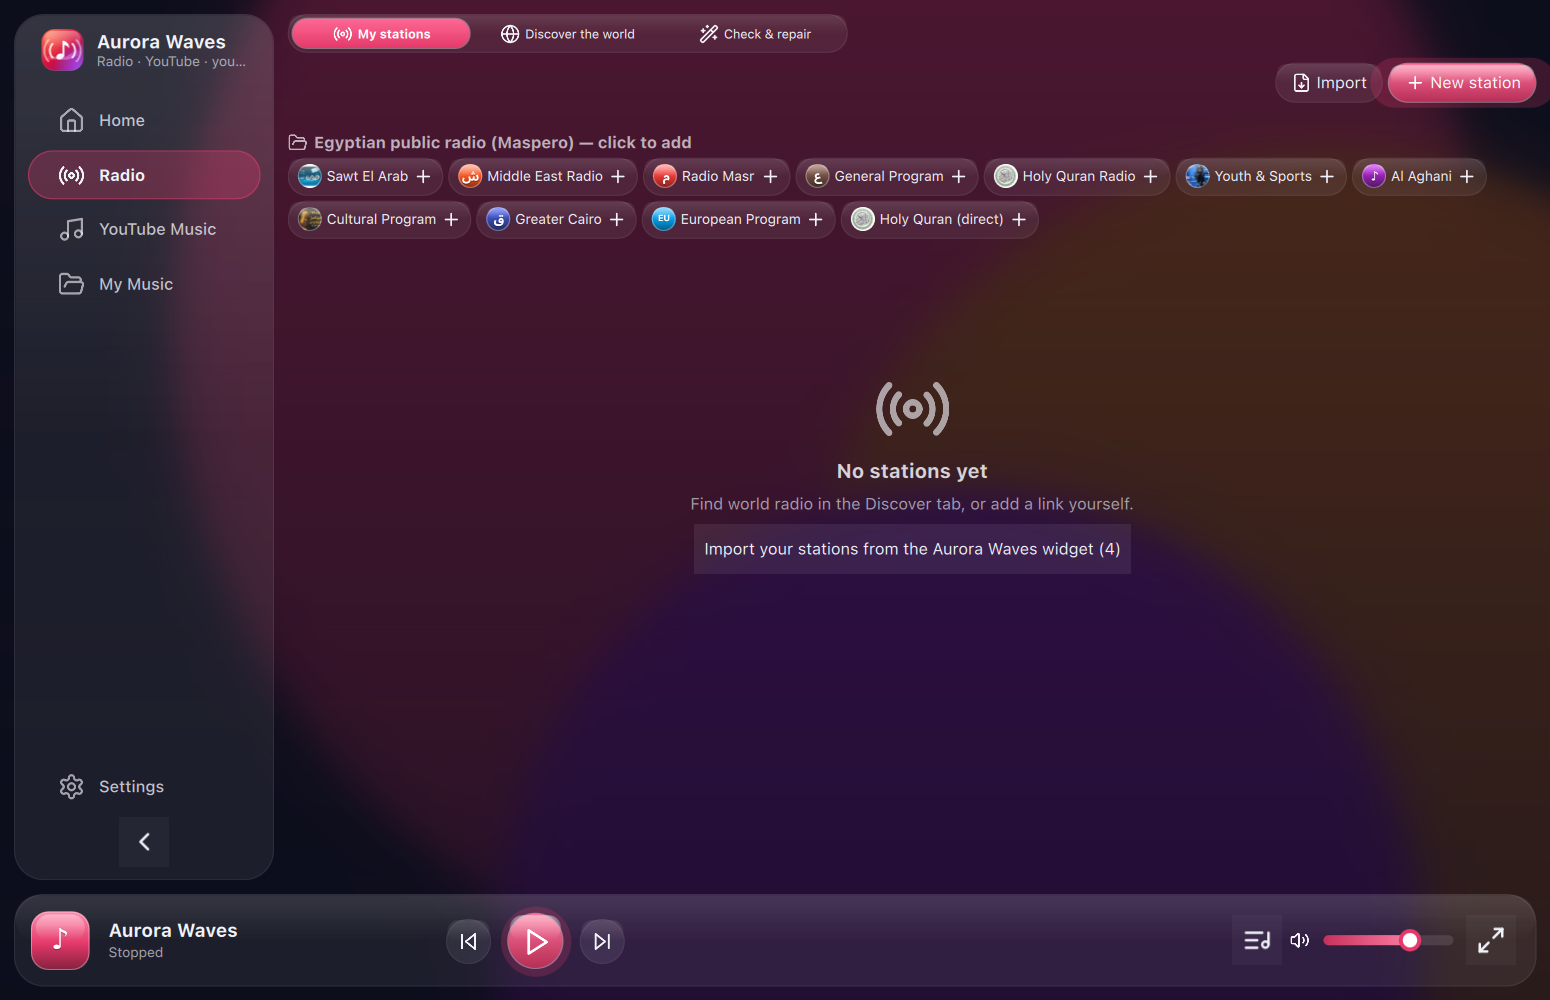 Aurora Waves
Radio · YouTube · you...
Home
Radio
YouTube Music
My Music
Settings
My stations
Discover the world
Check & repair
Import
New station
Egyptian public radio (Maspero) — click to add
Sawt El Arab
ش Middle East Radio
م Radio Masr
ع General Program
Holy Quran Radio
Youth & Sports
Al Aghani
Cultural Program
ق Greater Cairo
EU European Program
Holy Quran (direct)
No stations yet
Find world radio in the Discover tab, or add a link yourself.
Import your stations from the Aurora Waves widget (4)
Aurora Waves
Stopped